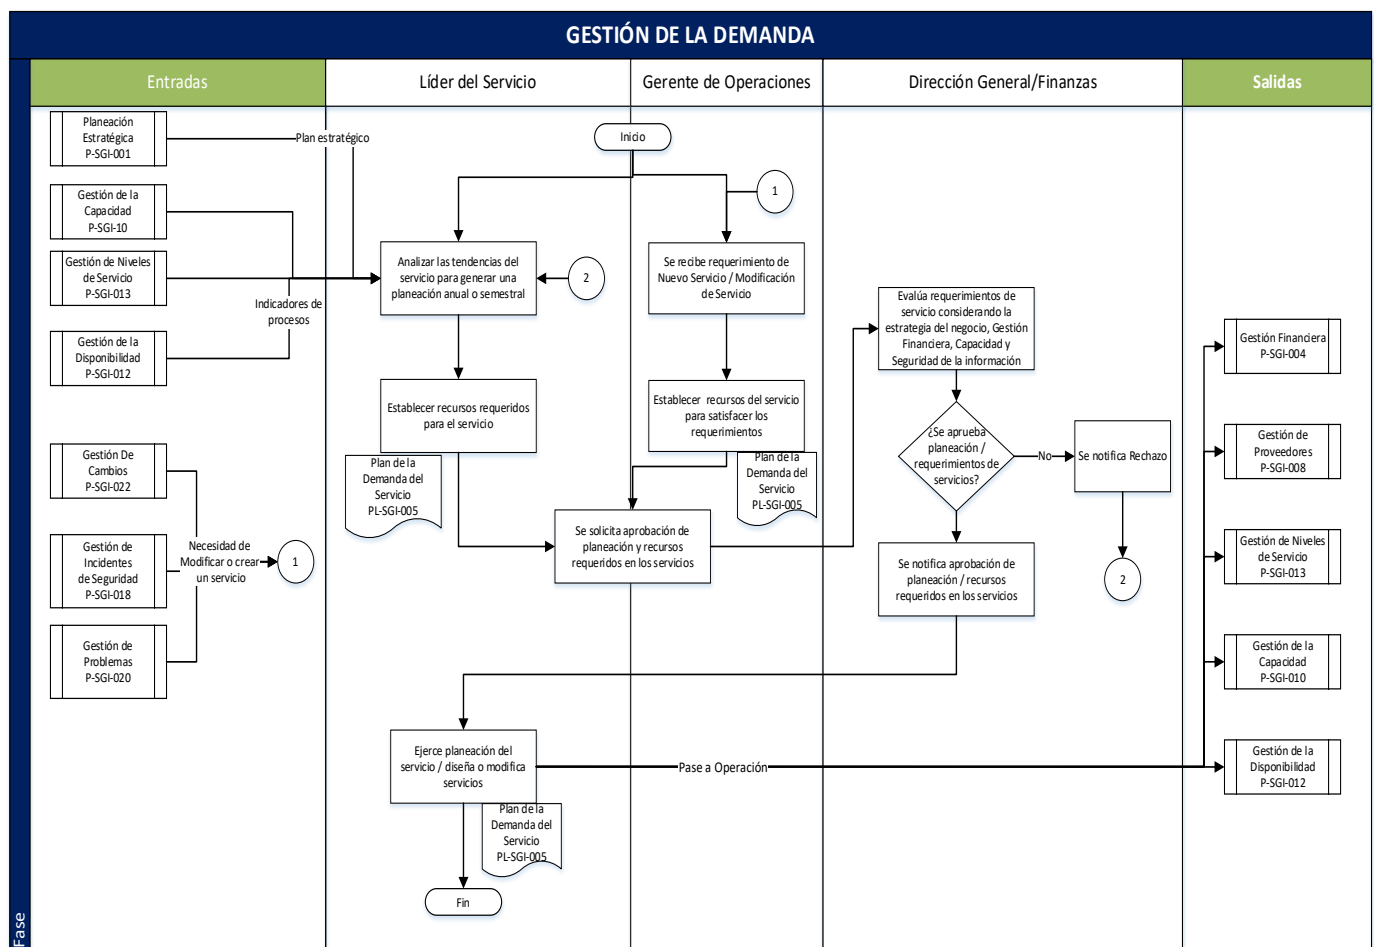 GESTIÓN DE LA DEMANDA
Entradas
Líder del Servicio
Gerente de Operaciones
Dirección General/Finanzas
Salidas
Planeación
Estratégica
P-SGI-001
Plan estratégico
Gestión de la
Capacidad
P-SGI-10
Gestión de Niveles
de Servicio
P-SGI-013
Indicadores de
procesos
Gestión de la
Disponibilidad
P-SGI-012
Gestión De
Cambios
P-SGI-022
Gestión de
Incidentes
de Seguridad
P-SGI-018
Gestión de
Problemas
P-SGI-020
Necesidad de
Modificar o crear
un servicio
1
Inicio
1
Analizar las tendencias del
servicio para generar una
planeación anual o semestral
2
Se recibe requerimiento de
Nuevo Servicio / Modificación
de Servicio
Establecer recursos requeridos
para el servicio
Plan de la
Demanda del
Servicio
PL-SGI-005
Establecer recursos del servicio
para satisfacer los
requerimientos
Plan de la
Demanda del
Servicio
PL-SGI-005
Se solicita aprobación de
planeación y recursos
requeridos en los servicios
Evalúa requerimientos de
servicio considerando la
estrategia del negocio, Gestión
Financiera, Capacidad y
Seguridad de la información
¿Se aprueba
planeación /
requerimientos de
servicios?
No
Se notifica Rechazo
2
Se notifica aprobación de
planeación / recursos
requeridos en los servicios
Ejerce planeación del
servicio / diseña o modifica
servicios
Pase a Operación
Plan de la
Demanda del
Servicio
PL-SGI-005
Fin
Gestión Financiera
P-SGI-004
Gestión de
Proveedores
P-SGI-008
Gestión de Niveles
de Servicio
P-SGI-013
Gestión de la
Capacidad
P-SGI-010
Gestión de la
Disponibilidad
P-SGI-012
Fase